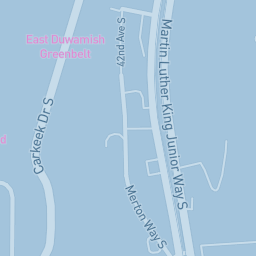 42nd Ave S
Martin Luther King Junior Way S
East Duwamish
Greenbelt
Carkeek Dr S
Merton Way S